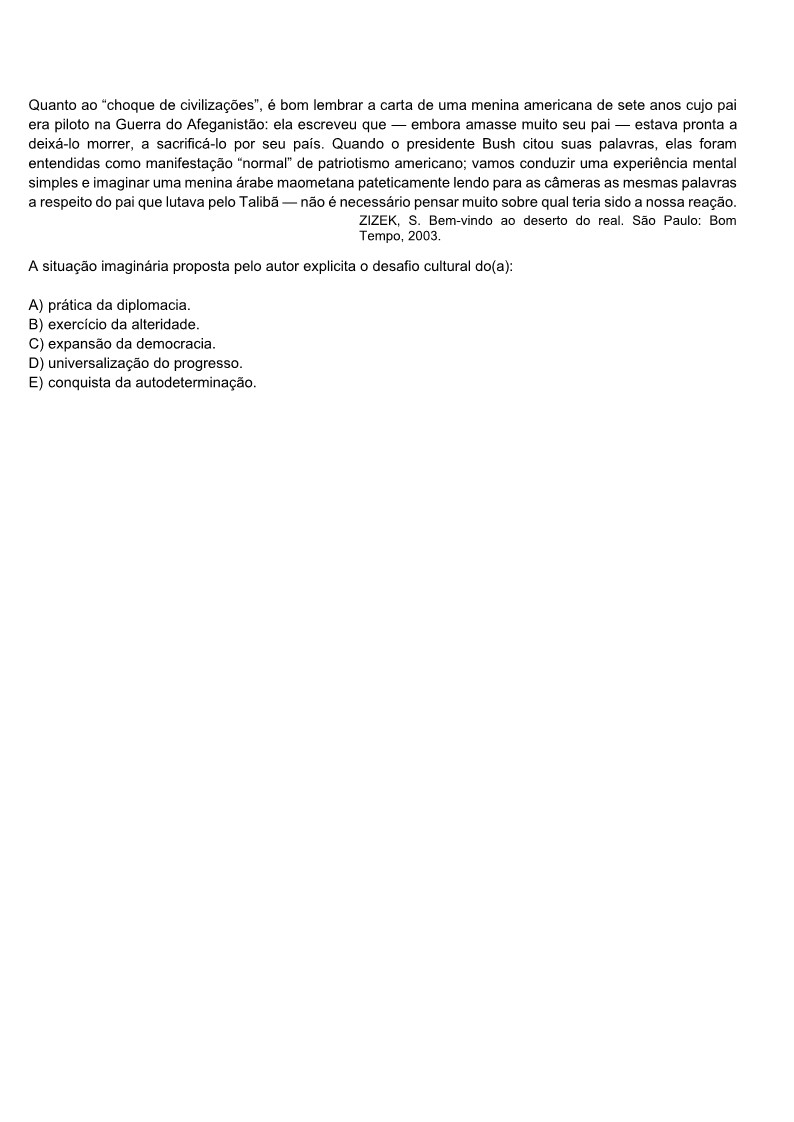 Quanto ao “choque de civilizações”, é bom lembrar a carta de uma menina americana de sete anos cujo pai
era piloto na Guerra do Afeganistão: ela escreveu que — embora amasse muito seu pai — estava pronta a
deixá-lo morrer, a sacrificá-lo por seu país. Quando o presidente Bush citou suas palavras, elas foram
entendidas como manifestação “normal” de patriotismo americano; vamos conduzir uma experiência mental
simples e imaginar uma menina árabe maometana pateticamente lendo para as câmeras as mesmas palavras
a respeito do pai que lutava pelo Talibã — não é necessário pensar muito sobre qual teria sido a nossa reação.
ZIZEK, S. Bem-vindo ao deserto do real. São Paulo: Bom
Tempo, 2003.
A situação imaginária proposta pelo autor explicita o desafio cultural do(a):
A) prática da diplomacia.
B) exercício da alteridade.
C) expansão da democracia.
D) universalização do progresso.
E) conquista da autodeterminação.